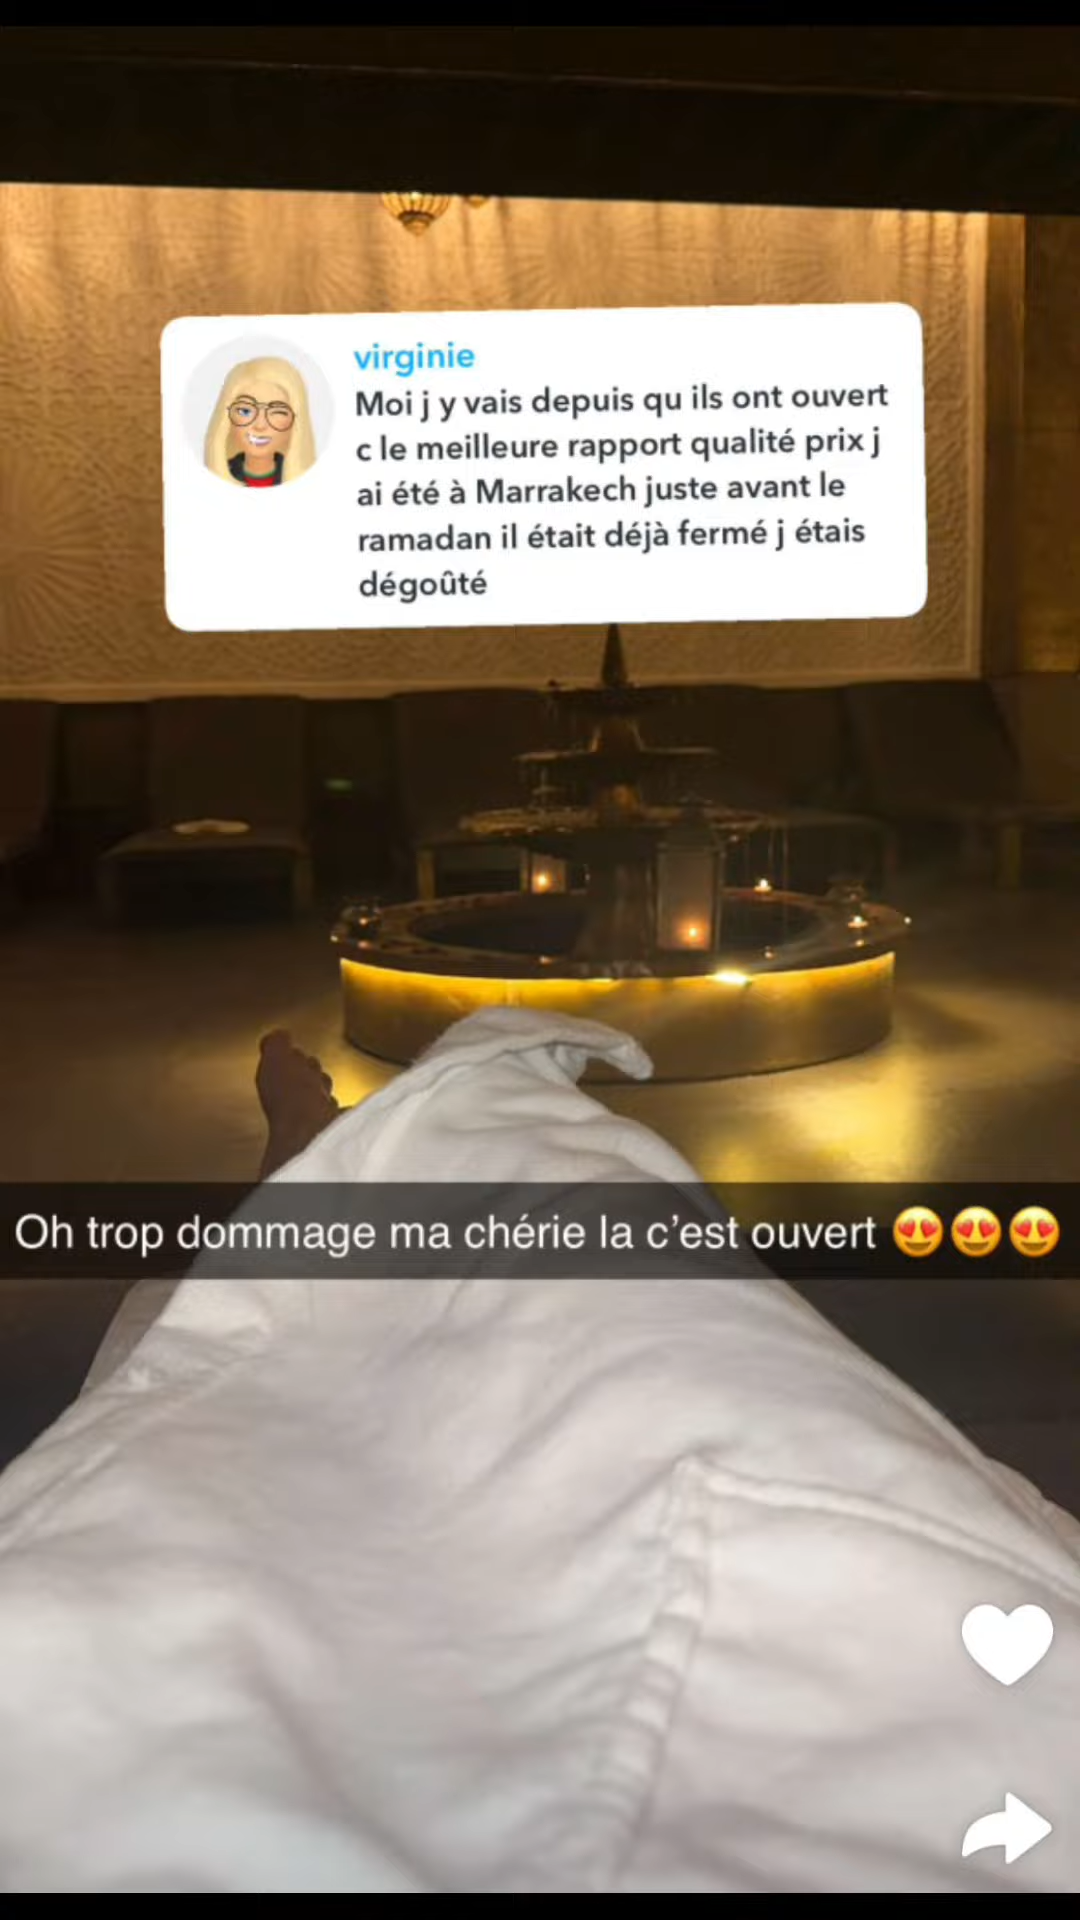 virginie
Moi j y vais depuis qu ils ont ouvert
c le meilleure rapport qualité prix j
ai été à Marrakech juste avant le
ramadan il était déjà fermé j étais
dégoûté
Oh trop dommage ma chérie la c’est ouvert 😍😍😍